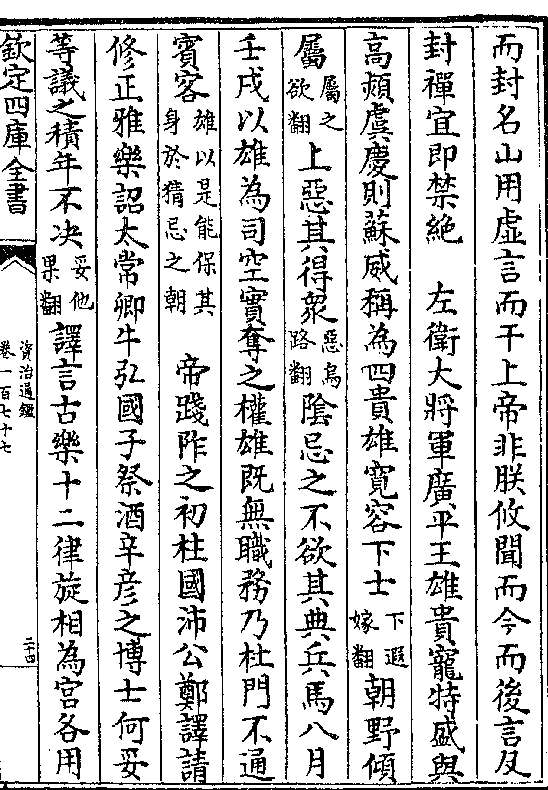 而封名山用虛言而干上帝非朕攸聞而今而後言及
封禪宜即禁絶　左衛大將軍廣平王雄貴寵特盛與
高熲虞慶則蘇威稱為四貴雄寛容下士下遐嫁翻朝野傾
屬屬之欲翻上惡其得衆惡烏路翻陰忌之不欲其典兵馬八月
壬戌以雄為司空實奪之權雄既無職務乃杜門不通
賓客雄以是能保其身於猜忌之朝　帝踐阼之初柱國沛公鄭譯請
修正雅樂詔太常卿牛弘國子祭酒辛彦之博士何妥
等議之積年不决妥他果翻譯言古樂十二律旋相為宮各用
欽定四庫全書
資治通鑑
卷一百七十七
二十四